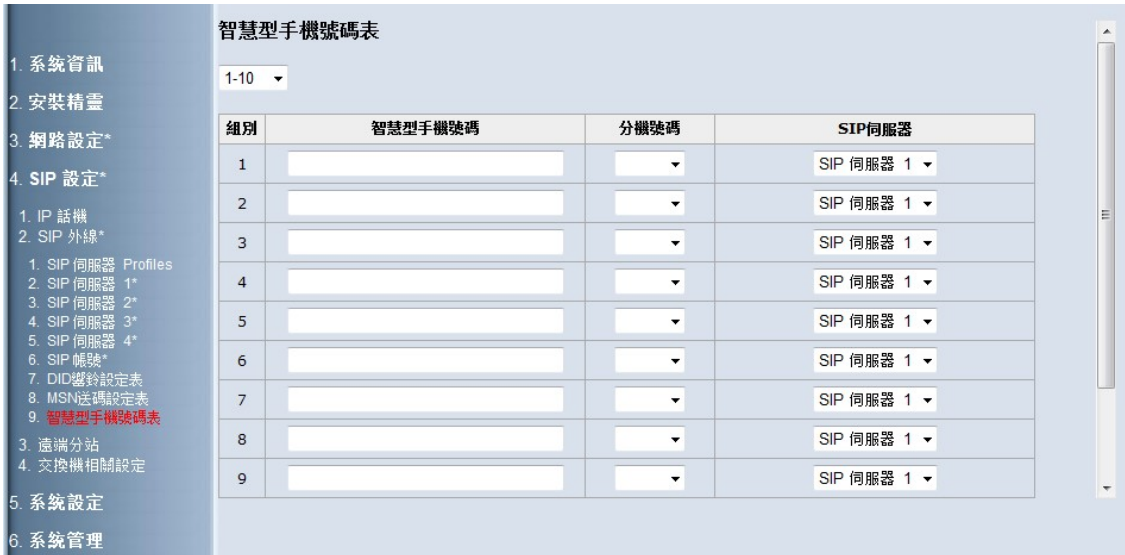 1. 系統資訊
2. 安裝精靈
3. 網路設定*
4. SIP 設定*
1. IP 話機
2. SIP 外線*
1. SIP 伺服器 Profiles
2. SIP 伺服器 1*
3. SIP 伺服器 2*
4. SIP 伺服器 3*
5. SIP 伺服器 4*
6. SIP 帳號*
7. DID響鈴設定表
8. MSN送碼設定表
9. 智慧型手機號碼表
3. 遠端分站
4. 交換機相關設定
5. 系統設定
6. 系統管理
智慧型手機號碼表
1-10
組別 智慧型手機號碼 分機號碼 SIP伺服器
1 SIP 伺服器 1
2 SIP 伺服器 1
3 SIP 伺服器 1
4 SIP 伺服器 1
5 SIP 伺服器 1
6 SIP 伺服器 1
7 SIP 伺服器 1
8 SIP 伺服器 1
9 SIP 伺服器 1